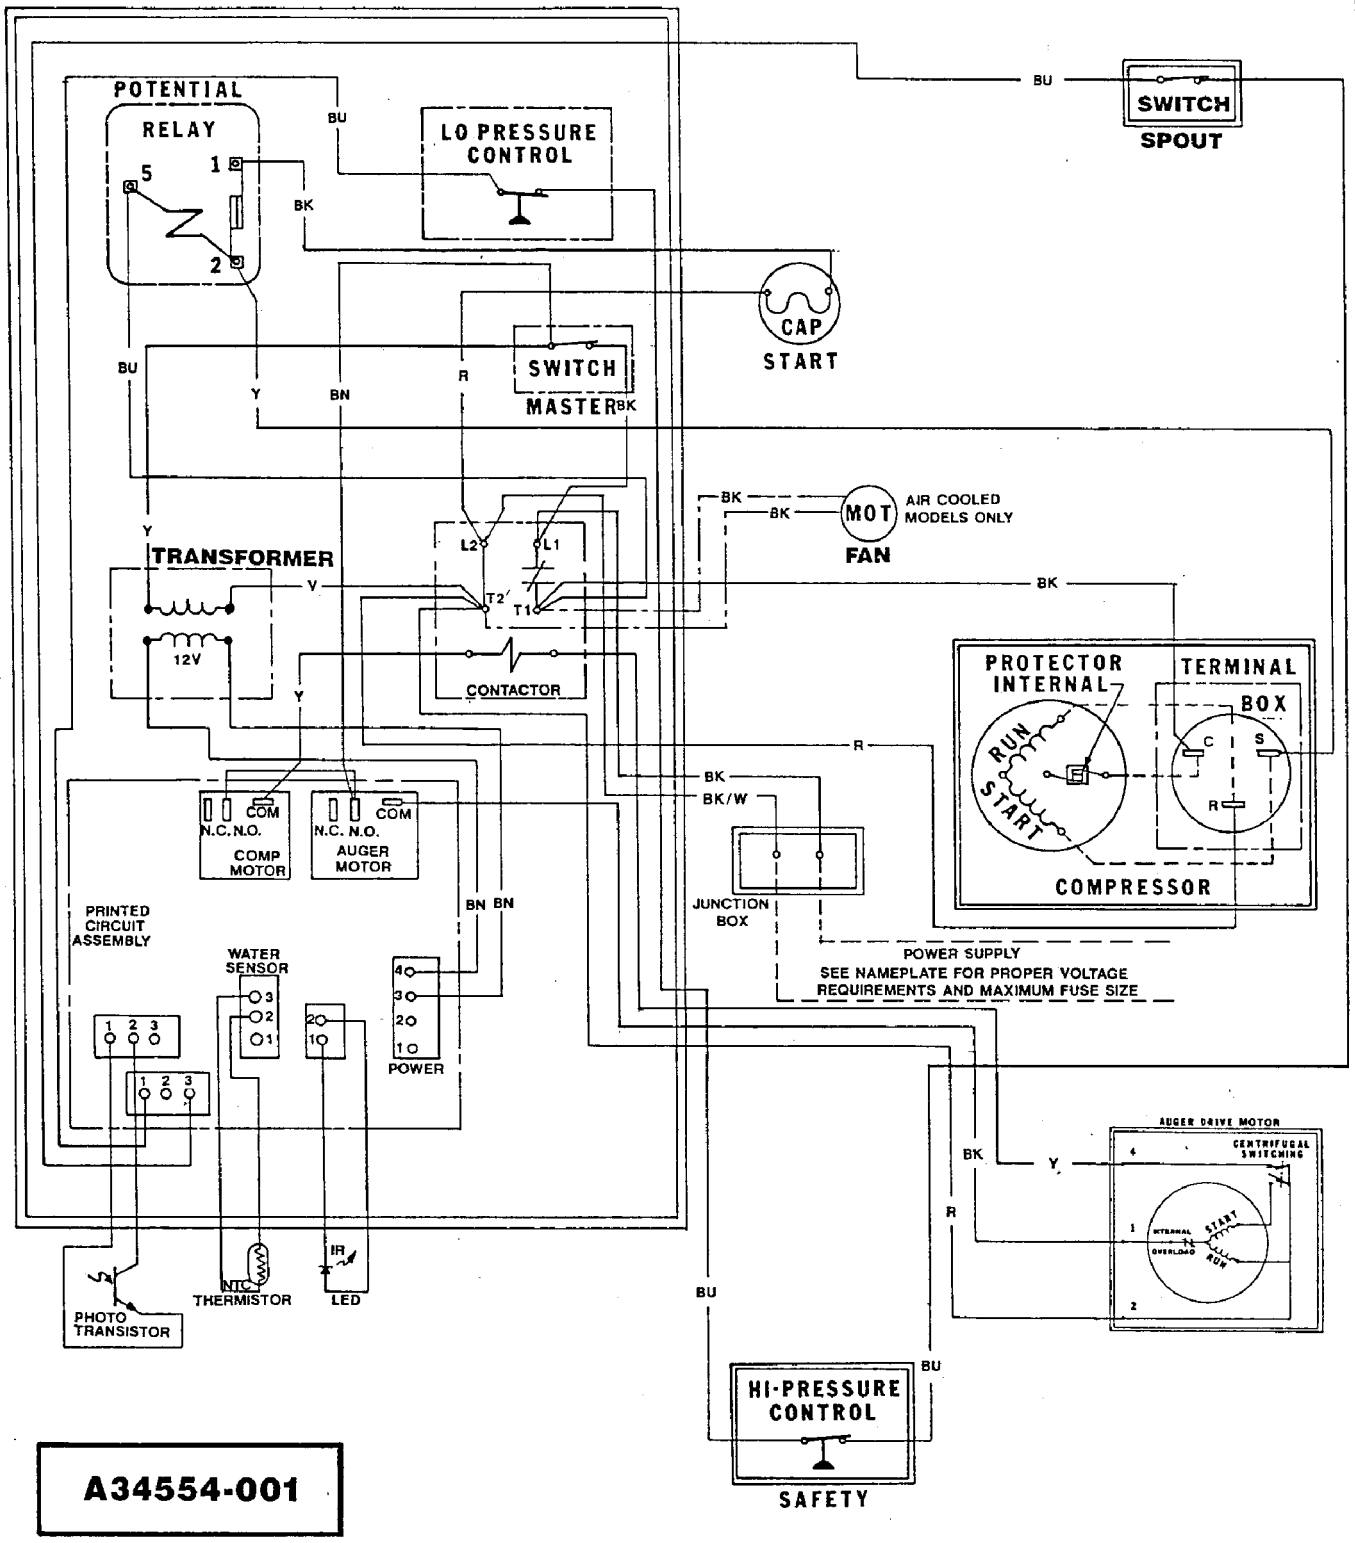 BU
SWITCH
SPOUT
POTENTIAL
RELAY
1
5
2
BU
BK
LO PRESSURE
CONTROL
CAP
START
SWITCH
MASTER
BK
BU
Y
BN
R
Y
BK
BK
MOT
AIR COOLED
MODELS ONLY
FAN
TRANSFORMER
12V
Y
Y
L2
L1
T2
T1
CONTACTOR
BK
PROTECTOR
INTERNAL
TERMINAL
BOX
RUN
START
C
S
R
COMPRESSOR
R
BK
BK/W
JUNCTION
BOX
POWER SUPPLY
SEE NAMEPLATE FOR PROPER VOLTAGE
REQUIREMENTS AND MAXIMUM FUSE SIZE
N.C. N.O.
COM
COMP
MOTOR
N.C. N.O.
COM
AUGER
MOTOR
PRINTED
CIRCUIT
ASSEMBLY
BN BN
WATER
SENSOR
3
2
1
2
1
4
3
2
1
POWER
1 2 3
1 2 3
PHOTO
TRANSISTOR
NTC
THERMISTOR
IR
LED
BK
Y
R
AUGER DRIVE MOTOR
CENTRIFUGAL
SWITCHING
4
1
2
INTERNAL
OVERLOAD
START
RUN
BU
BU
HI-PRESSURE
CONTROL
SAFETY
A34554-001